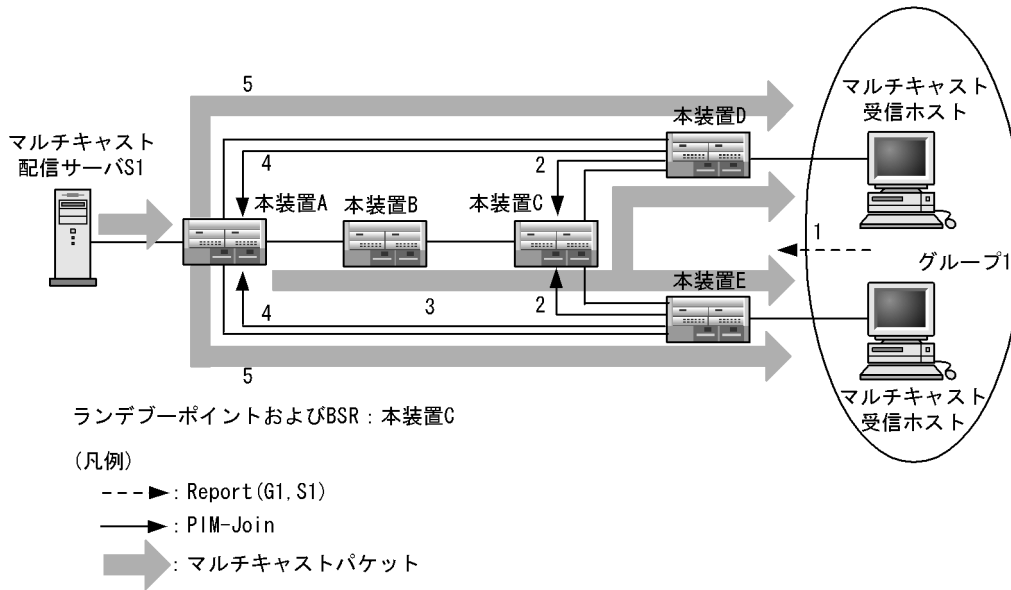 5
マルチキャスト
配信サーバS1
本装置D
マルチキャスト
受信ホスト
4
2
本装置A
本装置B
本装置C
1
グループ1
本装置E
4
3
2
5
マルチキャスト
受信ホスト
ランデブーポイントおよびBSR：本装置C
(凡例)
：Report(G1,S1)
：PIM-Join
：マルチキャストパケット